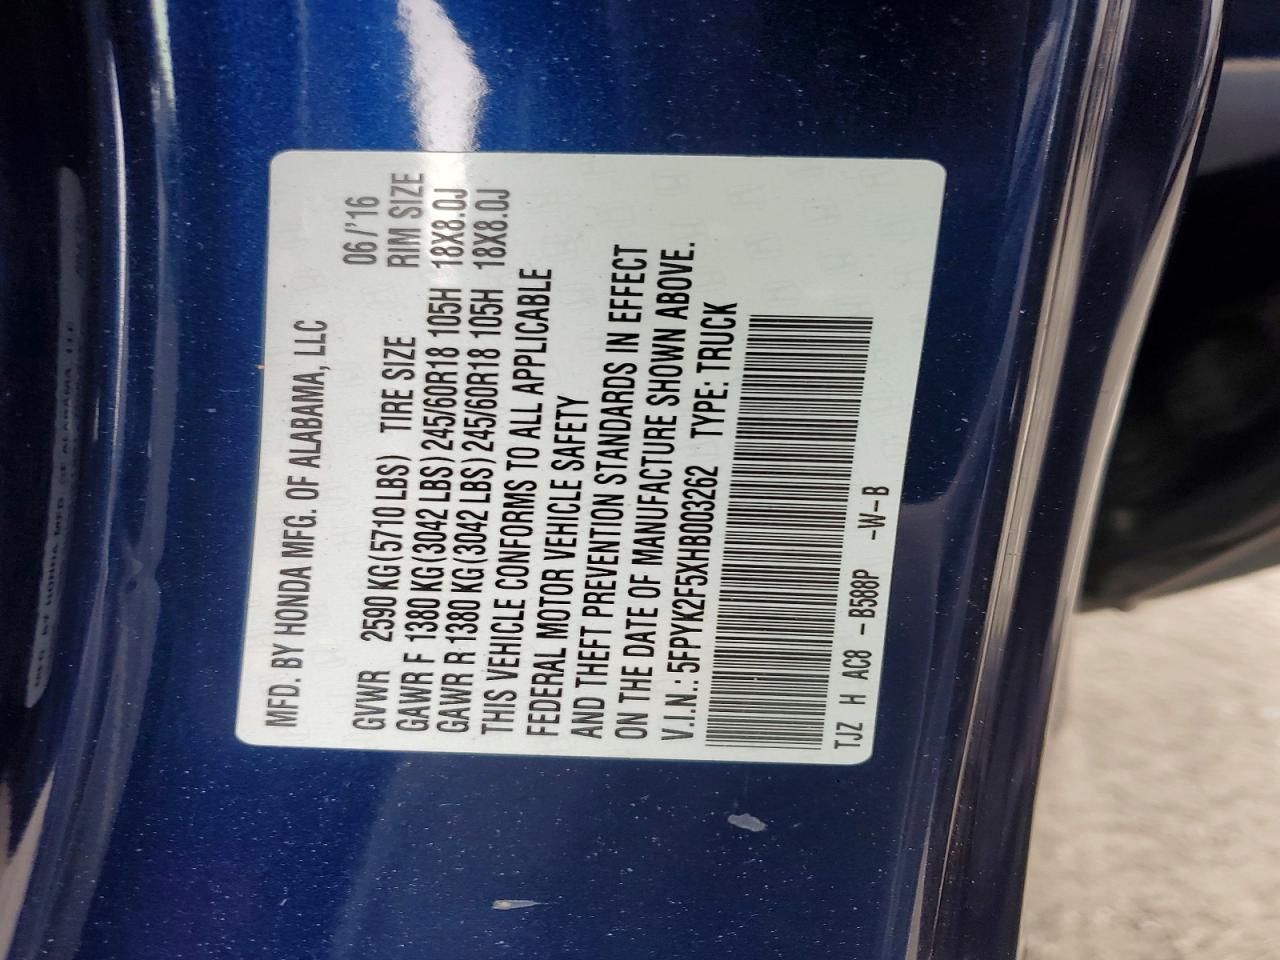 MFD. BY HONDA MFG. OF ALABAMA, LLC
GVWR 2590 KG(5710 LBS) 06/'16
TIRE SIZE RIM SIZE
GAWR F 1380 KG(3042 LBS)245/60R18 105H 18X8.0J
GAWR R 1380 KG(3042 LBS)245/60R18 105H 18X8.0J
THIS VEHICLE CONFORMS TO ALL APPLICABLE
FEDERAL MOTOR VEHICLE SAFETY
AND THEFT PREVENTION STANDARDS IN EFFECT
ON THE DATE OF MANUFACTURE SHOWN ABOVE.
V.I.N.: 5FPYK2F5XHB003262 TYPE: TRUCK
TJZ H AC8 -B588P -W-B